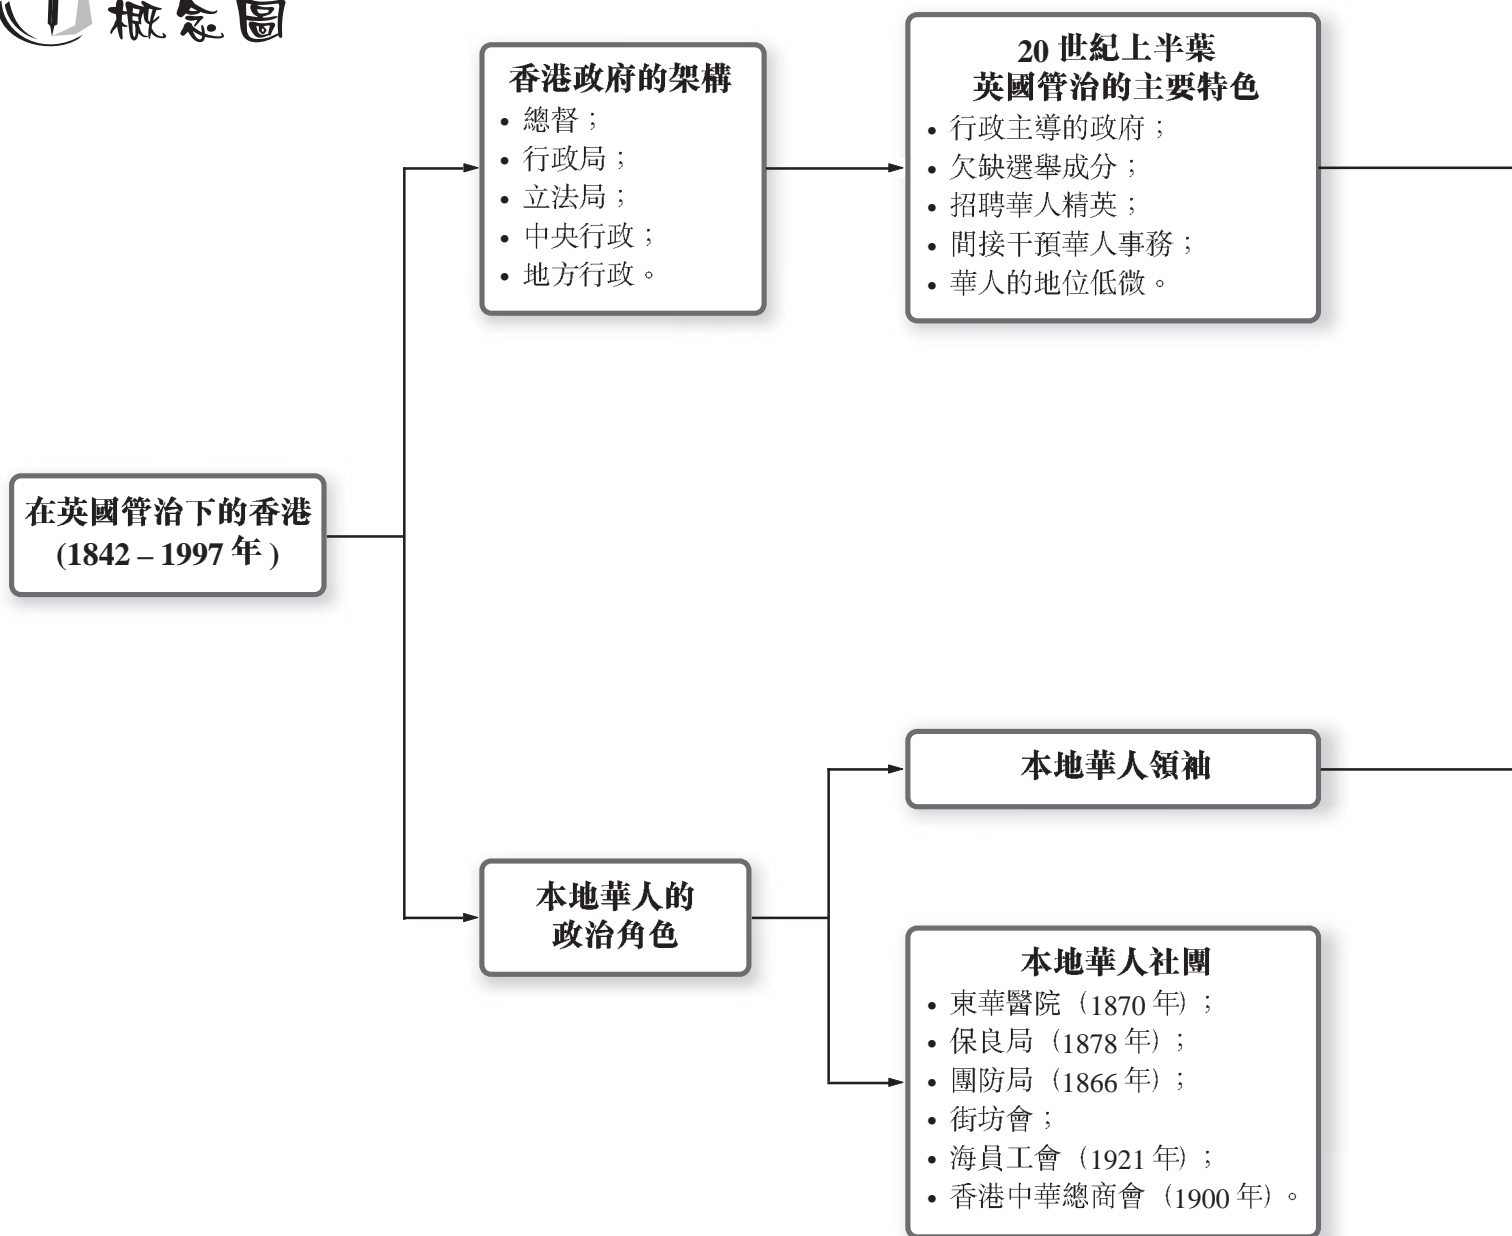 概念圖
香港政府的架構
• 總督；
• 行政局；
• 立法局；
• 中央行政；
• 地方行政。
20 世紀上半葉
英國管治的主要特色
• 行政主導的政府；
• 欠缺選舉成分；
• 招聘華人精英；
• 間接干預華人事務；
• 華人的地位低微。
在英國管治下的香港
(1842 – 1997 年 )
本地華人的
政治角色
本地華人領袖
本地華人社團
• 東華醫院（1870 年）；
• 保良局（1878 年）；
• 團防局（1866 年）；
• 街坊會；
• 海員工會（1921 年）；
• 香港中華總商會（1900 年）。